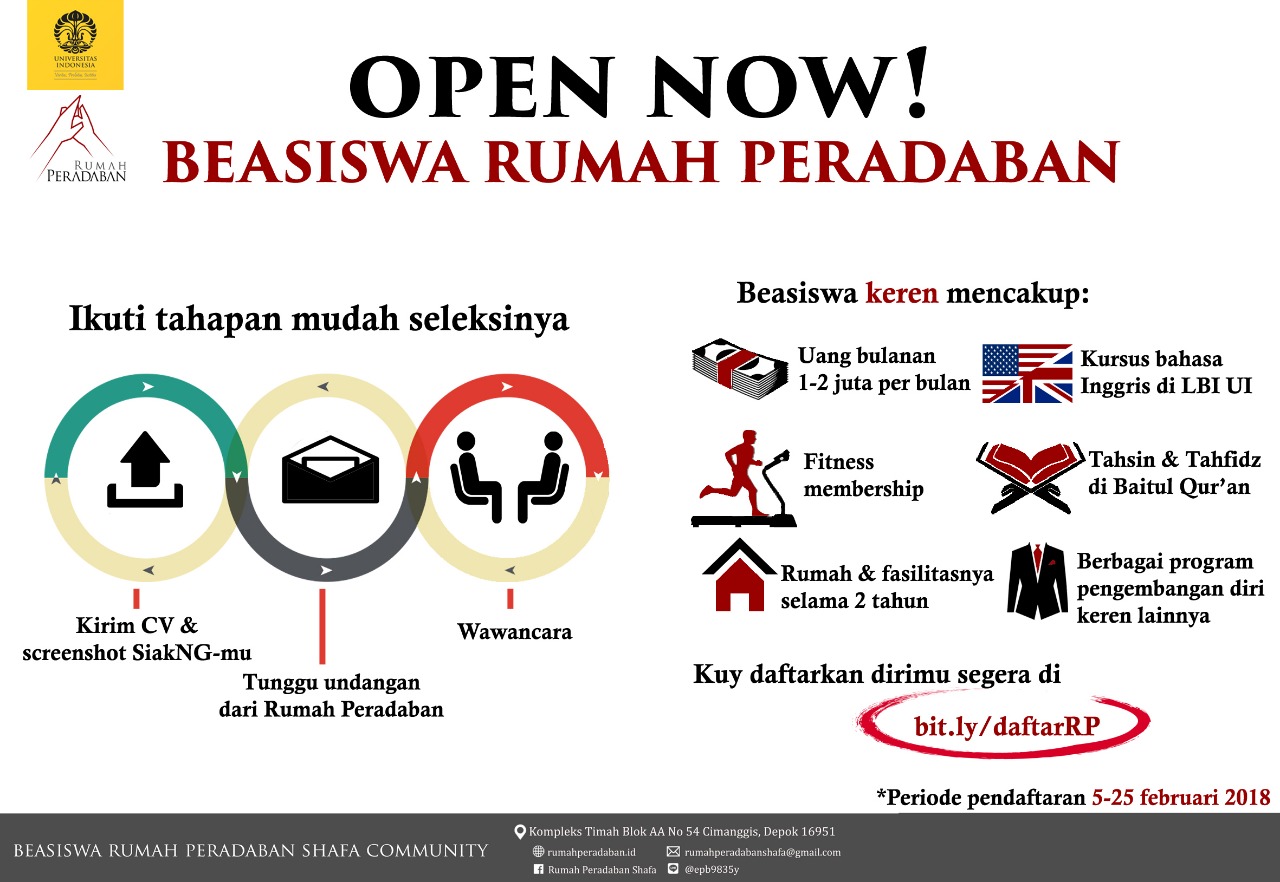 UNIVERSITAS
INDONESIA
Veritas, Probitas, Iustitia
RUMAH
PERADABAN
OPEN NOW!
BEASISWA RUMAH PERADABAN
Ikuti tahapan mudah seleksinya
Kirim CV &
screenshot SiakNG-mu
Tunggu undangan
dari Rumah Peradaban
Wawancara
Beasiswa keren mencakup:
Uang bulanan
1-2 juta per bulan
Kursus bahasa
Inggris di LBI UI
Fitness
membership
Tahsin & Tahfidz
di Baitul Qur'an
Rumah & fasilitasnya
selama 2 tahun
Berbagai program
pengembangan diri
keren lainnya
Kuy daftarkan dirimu segera di
bit.ly/daftarRP
*Periode pendaftaran 5-25 februari 2018
BEASISWA RUMAH PERADABAN SHAFA COMMUNITY
Kompleks Timah Blok AA No 54 Cimanggis, Depok 16951
rumahperadaban.id
rumahperadabanshafa@gmail.com
Rumah Peradaban Shafa
@epb9835y